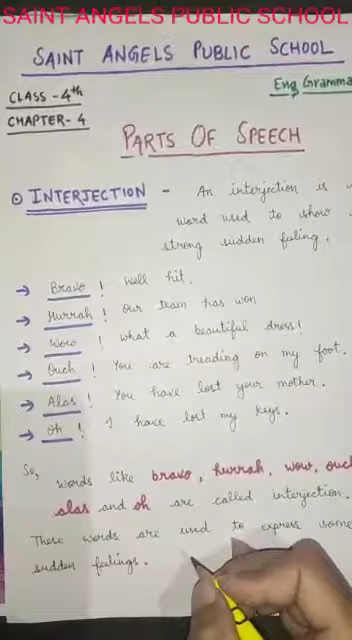 SAINT ANGELS PUBLIC SCHOOL
SAINT ANGELS PUBLIC SCHOOL
Eng Gramma
CLASS - 4th
CHAPTER - 4
PARTS OF SPEECH
INTERJECTION - An interjection is
word used to show
strong sudden feeling.
→ Bravo ! Well hit.
→ Hurrah ! Our team has won
→ Wow ! what a beautiful dress!
→ Ouch ! You are treading on my foot.
→ Alas ! You have lost your mother.
→ Oh ! I have lost my keys.
So, words like bravo, hurrah, wow, ouc
alas and oh are called interjection.
These words are used to express some
sudden feelings.